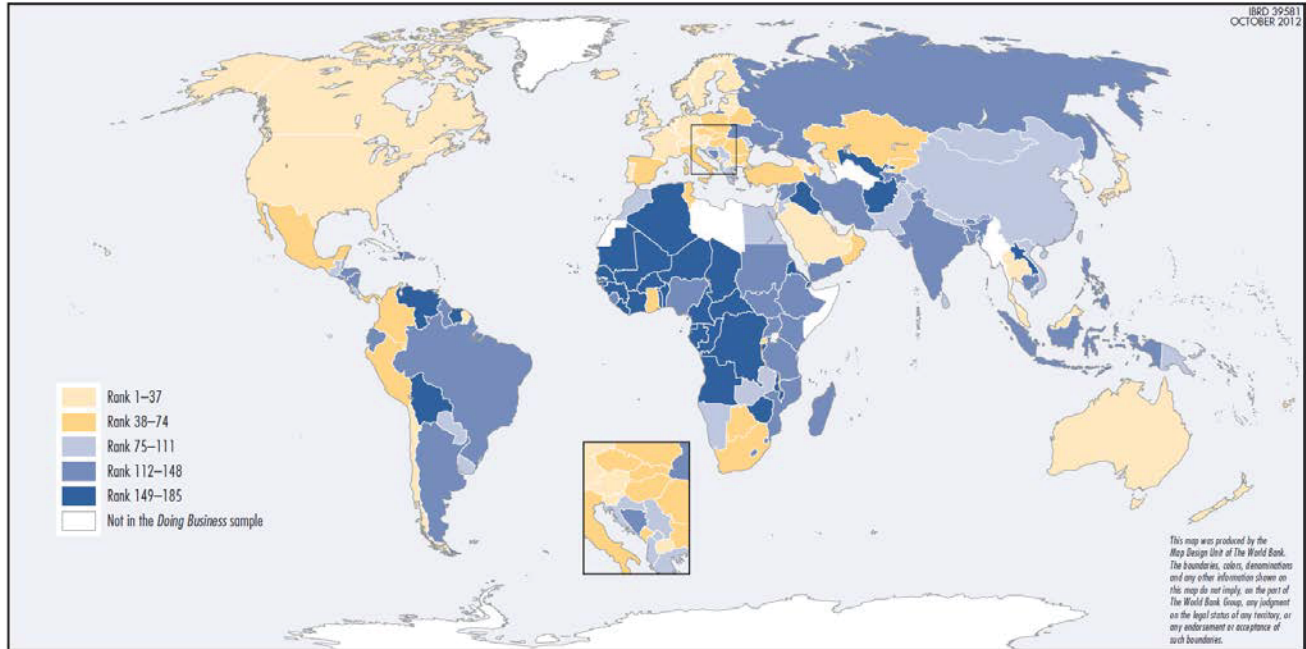 IBRD 39581
OCTOBER 2012
Rank 1–37
Rank 38–74
Rank 75–111
Rank 112–148
Rank 149–185
Not in the Doing Business sample
This map was produced by the
Map Design Unit of The World Bank.
The boundaries, colors, denominations
and any other information shown on
this map do not imply, on the part of
The World Bank Group, any judgment
on the legal status of any territory, or
any endorsement or acceptance of
such boundaries.